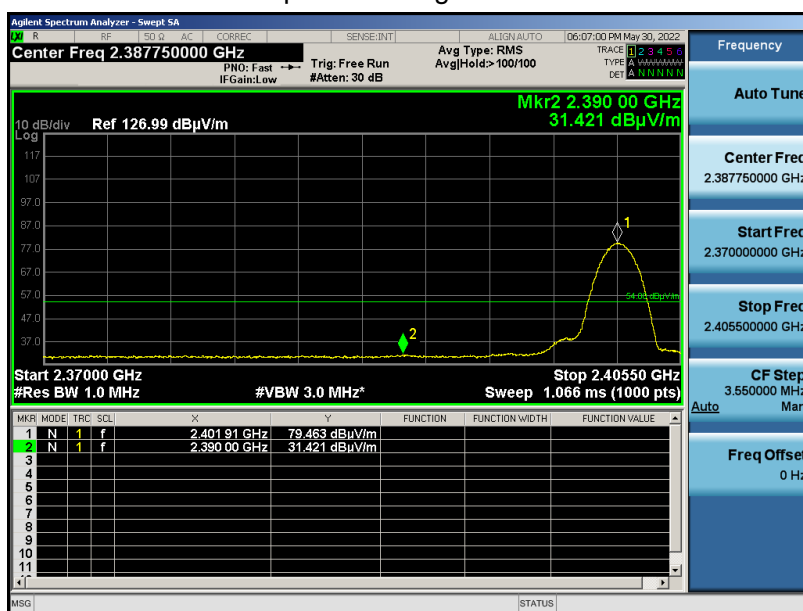 Agilent Spectrum Analyzer - Swept SA
LXI R RF 50 Ω AC CORREC SENSE:INT ALIGNAUTO 06:07:00 PM May 30, 2022
Center Freq 2.387750000 GHz
PNO: Fast
IFGain:Low
Trig: Free Run
#Atten: 30 dB
Avg Type: RMS
Avg|Hold:>100/100
TRACE 1 2 3 4 5 6
TYPE A WWWWW
DET A N N N N N
Mkr2 2.390 00 GHz
31.421 dBµV/m
10 dB/div Ref 126.99 dBµV/m
Log
117
107
97.0
87.0
77.0
67.0
57.0
47.0
37.0
1
54.00 dBµV/m
2
Start 2.37000 GHz Stop 2.40550 GHz
#Res BW 1.0 MHz #VBW 3.0 MHz* Sweep 1.066 ms (1000 pts)
MKR MODE TRC SCL X Y FUNCTION FUNCTION WIDTH FUNCTION VALUE
1 N 1 f 2.401 91 GHz 79.463 dBµV/m
2 N 1 f 2.390 00 GHz 31.421 dBµV/m
3
4
5
6
7
8
9
10
11
MSG STATUS
Frequency
Auto Tune
Center Freq
2.387750000 GHz
Start Freq
2.370000000 GHz
Stop Freq
2.405500000 GHz
CF Step
3.550000 MHz
Auto Man
Freq Offset
0 Hz